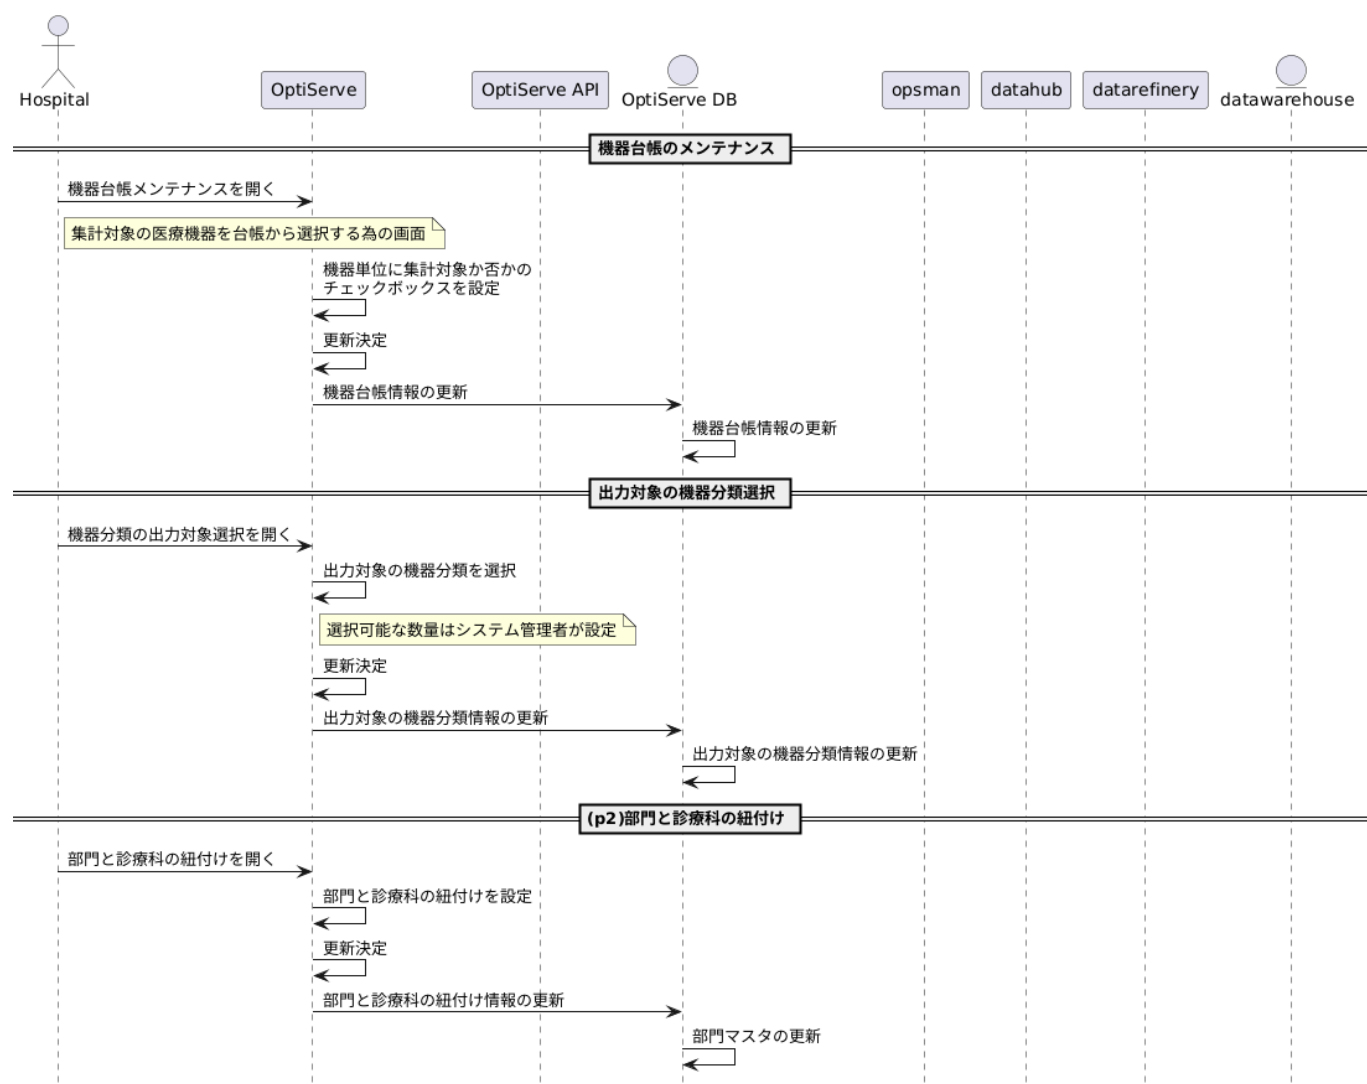 Hospital
OptiServe
OptiServe API
OptiServe DB
opsman
datahub
datarefinery
datawarehouse
機器台帳のメンテナンス
機器台帳メンテナンスを開く
集計対象の医療機器を台帳から選択する為の画面
機器単位に集計対象か否かの
チェックボックスを設定
更新決定
機器台帳情報の更新
機器台帳情報の更新
出力対象の機器分類選択
機器分類の出力対象選択を開く
出力対象の機器分類を選択
選択可能な数量はシステム管理者が設定
更新決定
出力対象の機器分類情報の更新
出力対象の機器分類情報の更新
(p2)部門と診療科の紐付け
部門と診療科の紐付けを開く
部門と診療科の紐付けを設定
更新決定
部門と診療科の紐付け情報の更新
部門マスタの更新